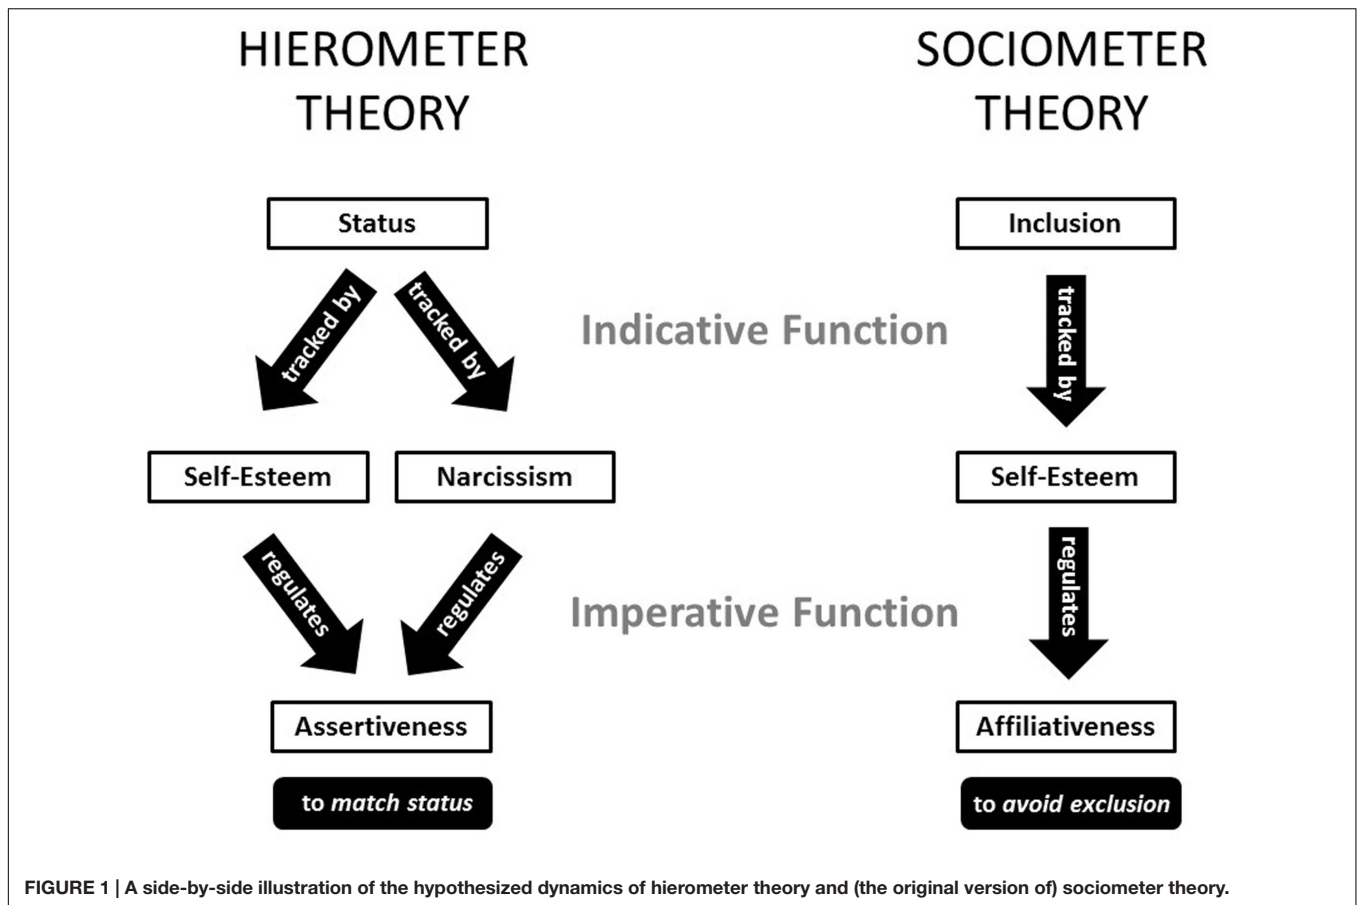 HIEROMETER
THEORY
SOCIOMETER
THEORY
Status
Inclusion
tracked by
tracked by
tracked by
Indicative Function
Self-Esteem
Narcissism
Self-Esteem
regulates
regulates
regulates
Imperative Function
Assertiveness
Affiliativeness
to match status
to avoid exclusion
FIGURE 1 | A side-by-side illustration of the hypothesized dynamics of hierometer theory and (the original version of) sociometer theory.